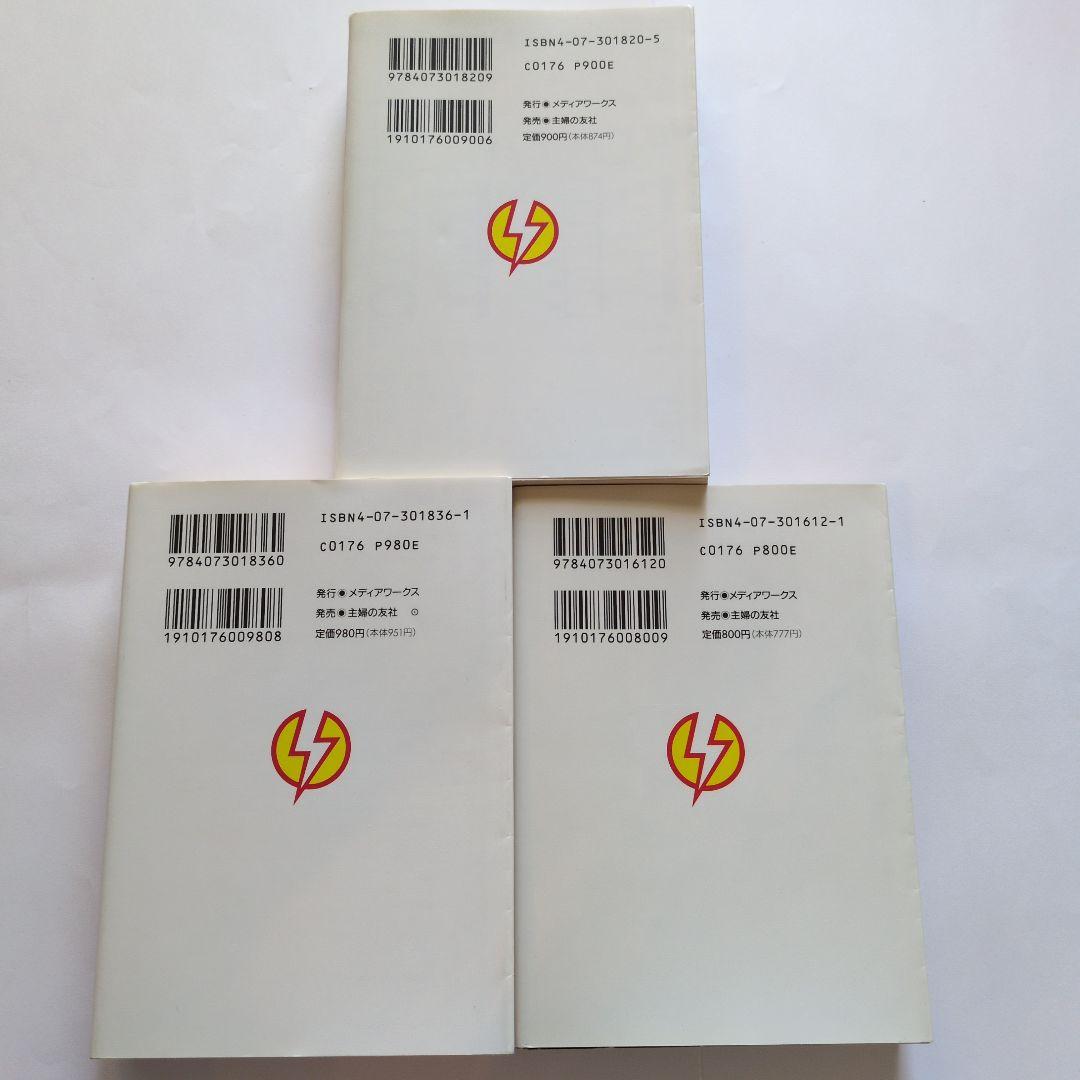 ISBN4-07-301820-5
9784073018209
C0176 P900E
発行◉メディアワークス
発売◉主婦の友社
1910176009006
定価900円(本体874円)
ISBN4-07-301836-1
C0176 P980E
9784073018360
発行◉メディアワークス
発売◉主婦の友社 ⊙
1910176009808
定価980円(本体951円)
ISBN4-07-301612-1
C0176 P800E
9784073016120
発行◉メディアワークス
発売◉主婦の友社
1910176008009
定価800円(本体777円)